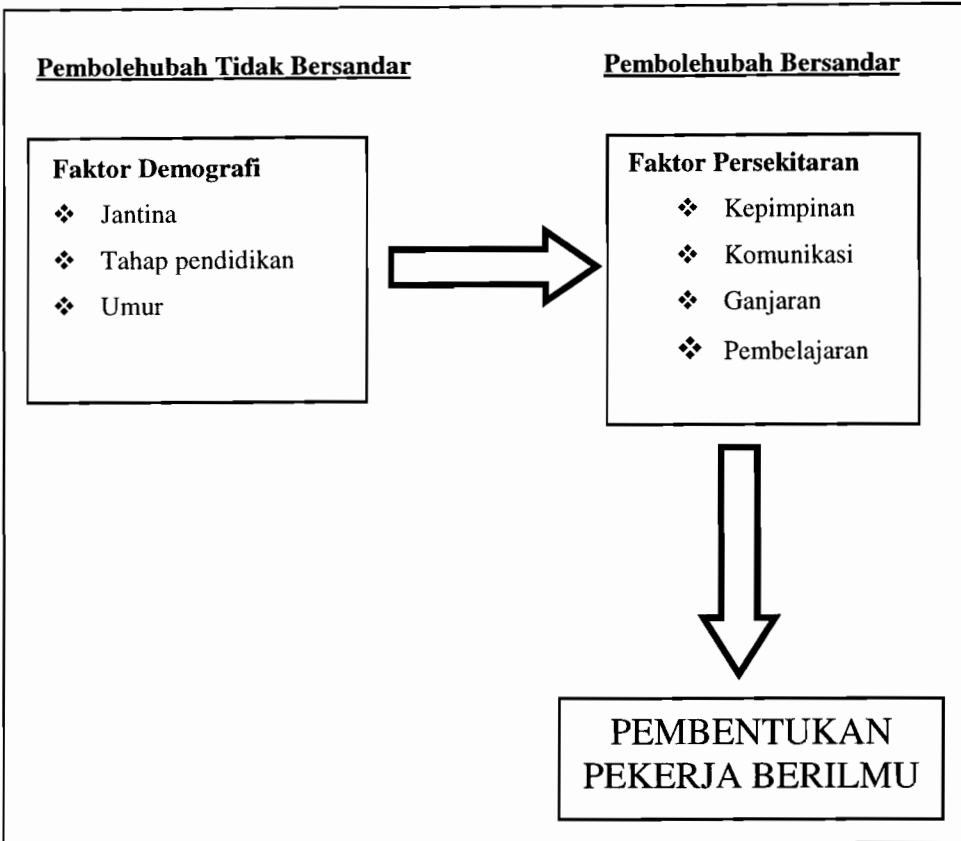 Pembolehubah Tidak Bersandar
Pembolehubah Bersandar
Faktor Demografi
❖ Jantina
❖ Tahap pendidikan
❖ Umur
Faktor Persekitaran
❖ Kepimpinan
❖ Komunikasi
❖ Ganjaran
❖ Pembelajaran
PEMBENTUKAN
PEKERJA BERILMU